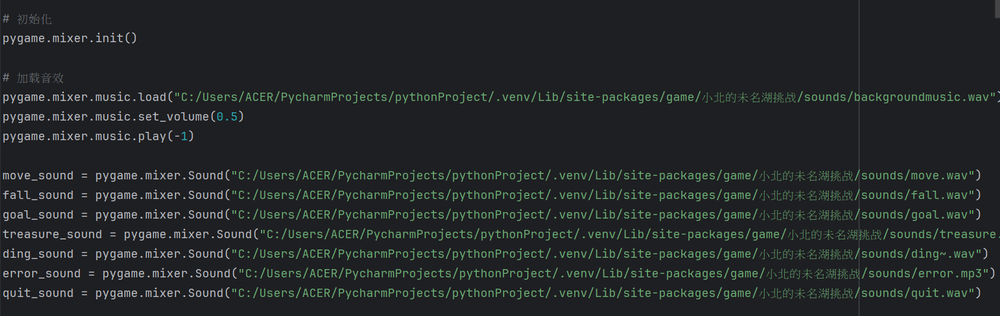 # 初始化
pygame.mixer.init()
# 加载音效
pygame.mixer.music.load("C:/Users/ACER/PycharmProjects/pythonProject/.venv/Lib/site-packages/game/小北的未名湖挑战/sounds/backgroundmusic.wav")
pygame.mixer.music.set_volume(0.5)
pygame.mixer.music.play(-1)
move_sound = pygame.mixer.Sound("C:/Users/ACER/PycharmProjects/pythonProject/.venv/Lib/site-packages/game/小北的未名湖挑战/sounds/move.wav")
fall_sound = pygame.mixer.Sound("C:/Users/ACER/PycharmProjects/pythonProject/.venv/Lib/site-packages/game/小北的未名湖挑战/sounds/fall.wav")
goal_sound = pygame.mixer.Sound("C:/Users/ACER/PycharmProjects/pythonProject/.venv/Lib/site-packages/game/小北的未名湖挑战/sounds/goal.wav")
treasure_sound = pygame.mixer.Sound("C:/Users/ACER/PycharmProjects/pythonProject/.venv/Lib/site-packages/game/小北的未名湖挑战/sounds/treasure.
ding_sound = pygame.mixer.Sound("C:/Users/ACER/PycharmProjects/pythonProject/.venv/Lib/site-packages/game/小北的未名湖挑战/sounds/ding~.wav")
error_sound = pygame.mixer.Sound("C:/Users/ACER/PycharmProjects/pythonProject/.venv/Lib/site-packages/game/小北的未名湖挑战/sounds/error.mp3")
quit_sound = pygame.mixer.Sound("C:/Users/ACER/PycharmProjects/pythonProject/.venv/Lib/site-packages/game/小北的未名湖挑战/sounds/quit.wav")